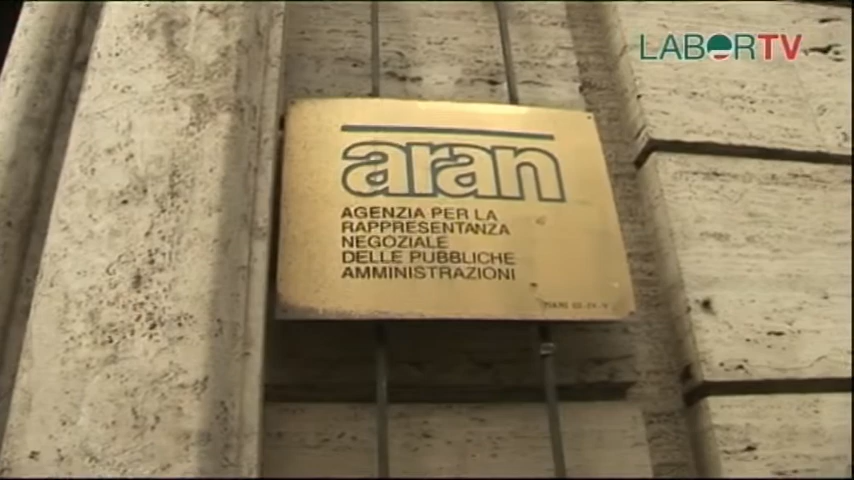 LABORTV
aran
AGENZIA PER LA
RAPPRESENTANZA
NEGOZIALE
DELLE PUBBLICHE
AMMINISTRAZIONI